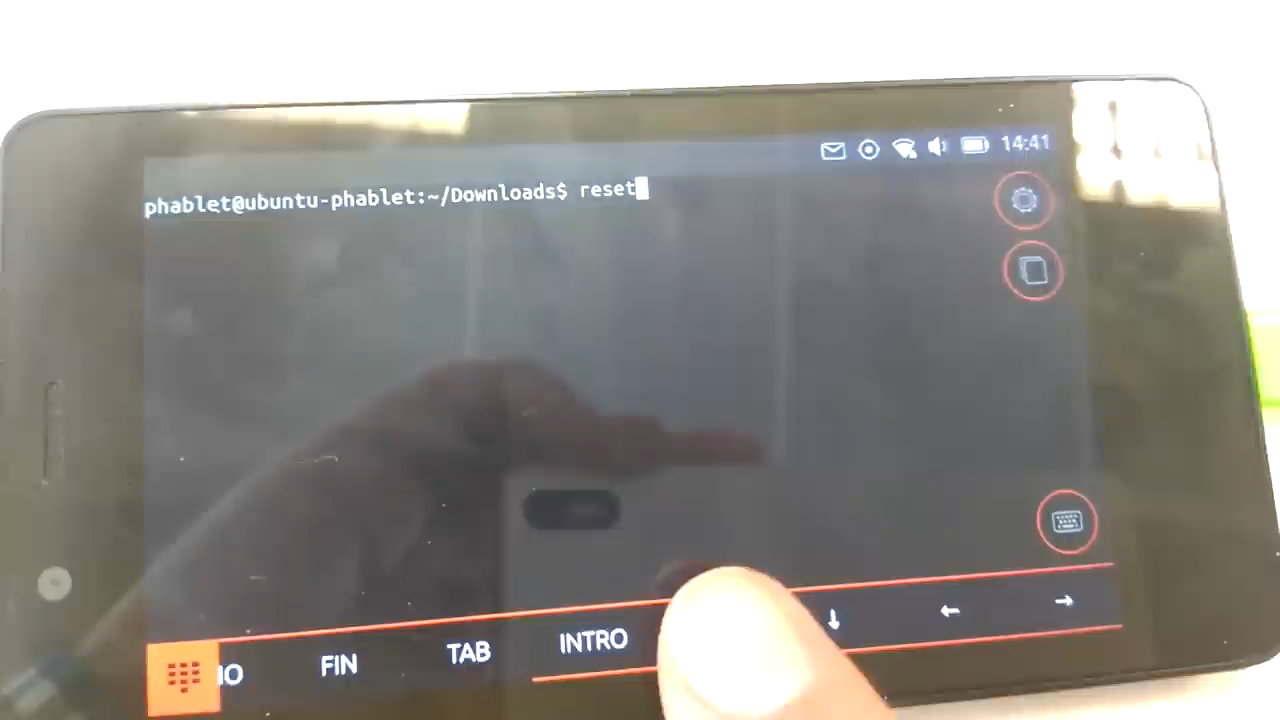 14:41
phablet@ubuntu-phablet:~/Downloads$ reset
IO FIN TAB INTRO ↓ ← →